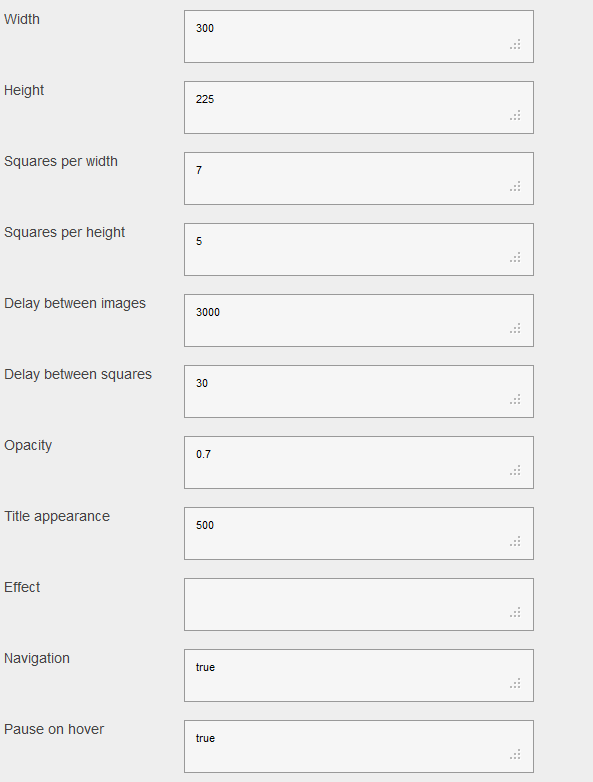 Width
300
Height
225
Squares per width
7
Squares per height
5
Delay between images
3000
Delay between squares
30
Opacity
0.7
Title appearance
500
Effect
Navigation
true
Pause on hover
true